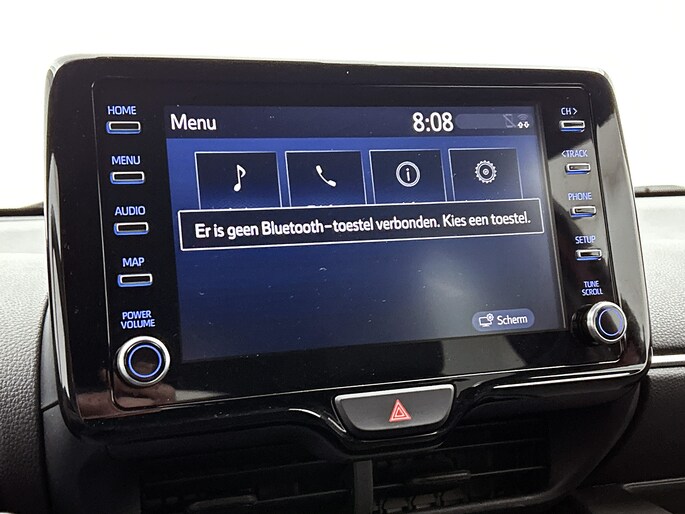 HOME
MENU
AUDIO
MAP
POWER
VOLUME
Menu
8:08
Er is geen Bluetooth-toestel verbonden. Kies een toestel.
Scherm
CH >
< TRACK
PHONE
SETUP
TUNE
SCROLL